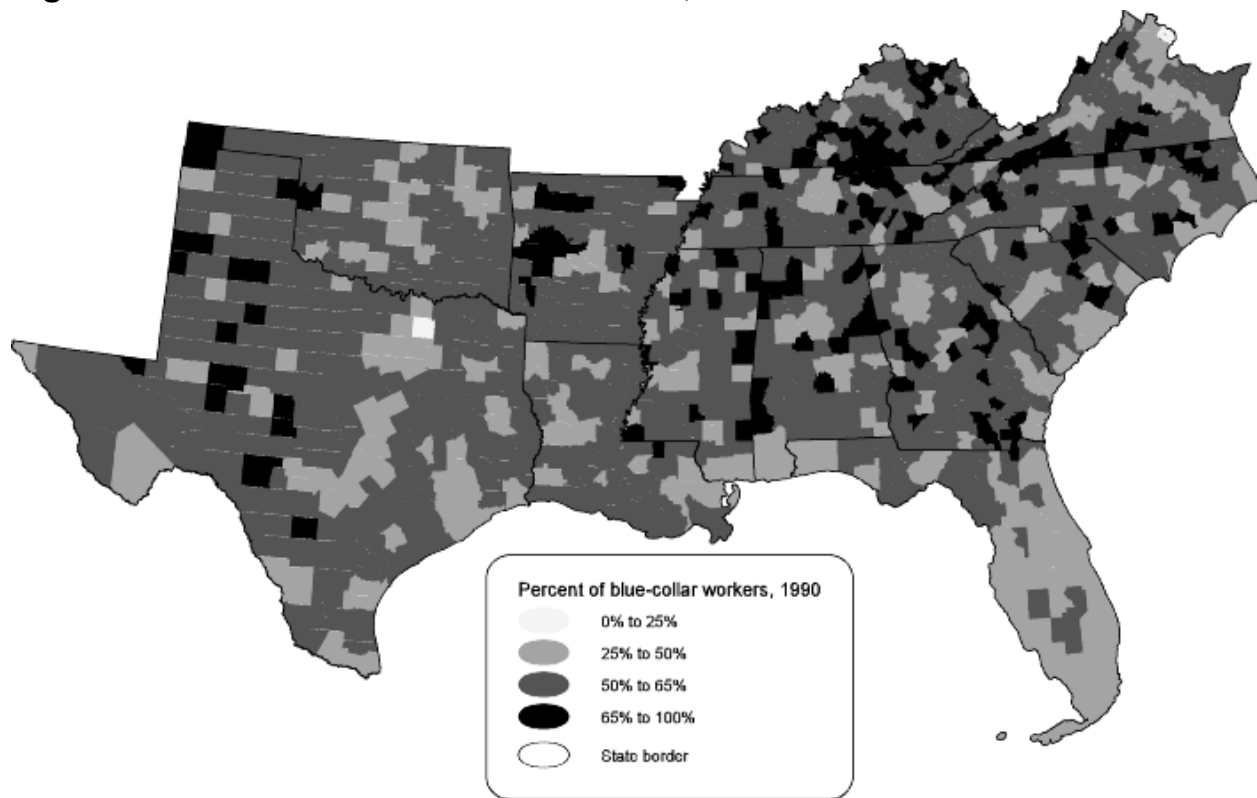 Percent of blue-collar workers, 1990
0% to 25%
25% to 50%
50% to 65%
65% to 100%
State border